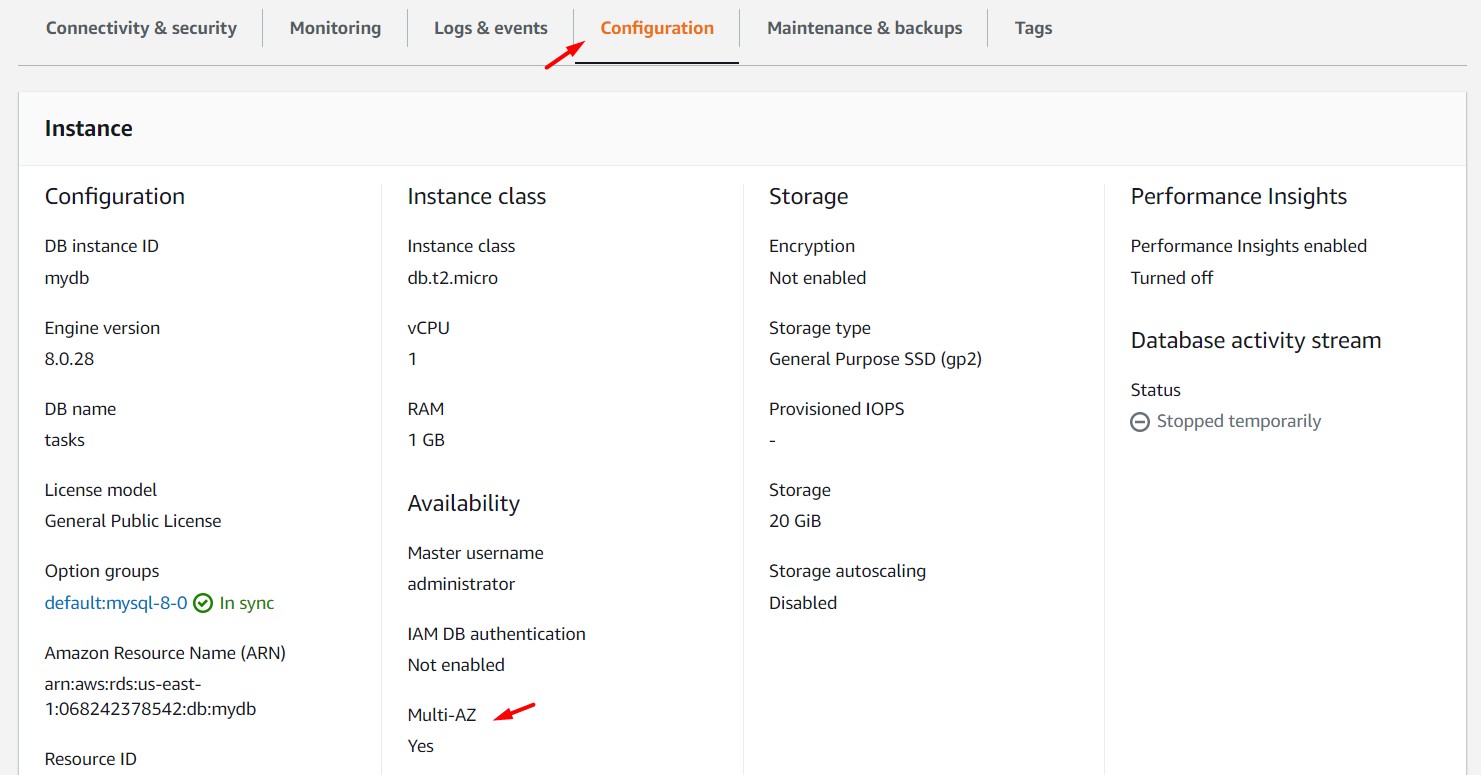 Connectivity & security
Monitoring
Logs & events
Configuration
Maintenance & backups
Tags
Instance
Configuration
DB instance ID
mydb
Engine version
8.0.28
DB name
tasks
License model
General Public License
Option groups
default:mysql-8-0 In sync
Amazon Resource Name (ARN)
arn:aws:rds:us-east-
1:068242378542:db:mydb
Resource ID
Instance class
Instance class
db.t2.micro
vCPU
1
RAM
1 GB
Availability
Master username
administrator
IAM DB authentication
Not enabled
Multi-AZ
Yes
Storage
Encryption
Not enabled
Storage type
General Purpose SSD (gp2)
Provisioned IOPS
-
Storage
20 GiB
Storage autoscaling
Disabled
Performance Insights
Performance Insights enabled
Turned off
Database activity stream
Status
Stopped temporarily